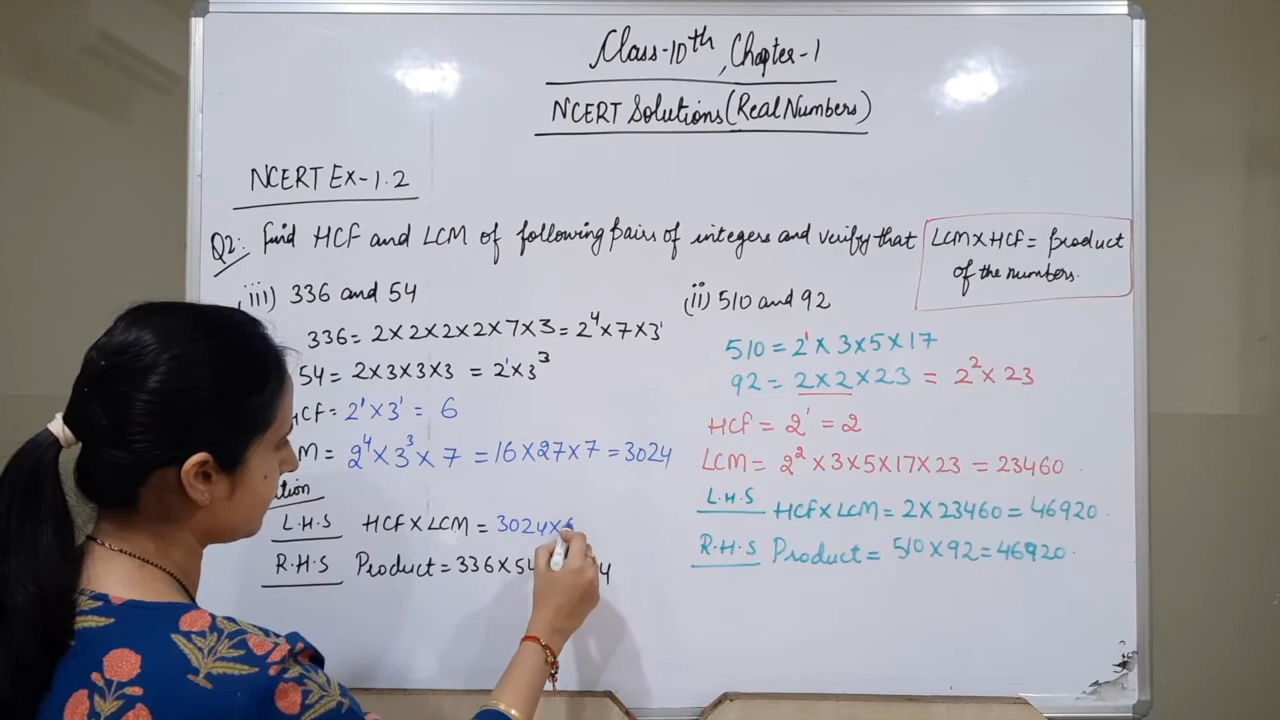 Class-10th, Chapter-1
NCERT Solutions (Real Numbers)
NCERT Ex-1.2
Q2:. Find HCF and LCM of following pairs of integers and verify that LCM×HCF = product of the numbers.
(iii) 336 and 54
336 = 2×2×2×2×7×3 = 2⁴×7×3¹
54 = 2×3×3×3 = 2¹×3³
HCF = 2¹×3¹ = 6
M = 2⁴×3³×7 = 16×27×7 = 3024
L.H.S HCF×LCM = 3024×6
R.H.S Product = 336×54
(ii) 510 and 92
510 = 2¹×3×5×17
92 = 2×2×23 = 2²×23
HCF = 2¹ = 2
LCM = 2²×3×5×17×23 = 23460.
L.H.S HCF×LCM = 2×23460 = 46920.
R.H.S Product = 510×92 = 46920.